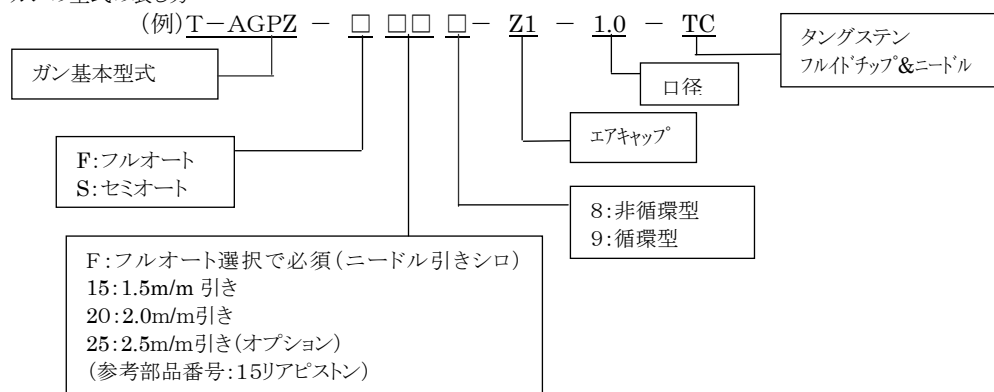 (例)T-AGPZ - □ □□ □- Z1 - 1.0 - TC
ガン基本型式
タングステン
フルイドチップ&ニードル
口径
エアキャップ
F:フルオート
S:セミオート
8:非循環型
9:循環型
F:フルオート選択で必須(ニードル引きシロ)
15:1.5m/m 引き
20:2.0m/m引き
25:2.5m/m引き(オプション)
(参考部品番号:15リアピストン)